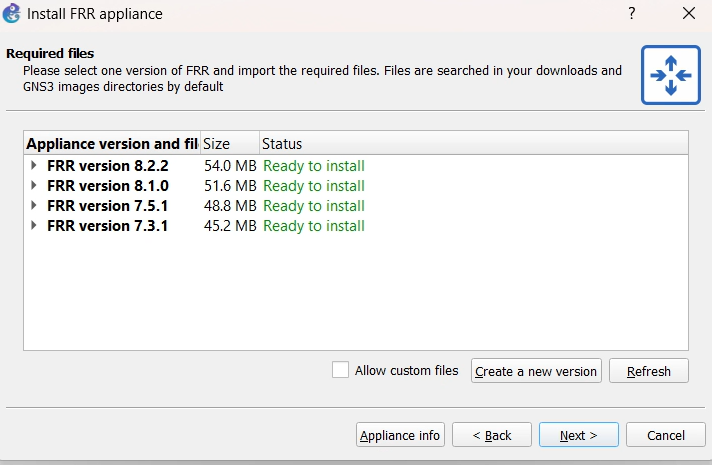 Install FRR appliance ?
Required files
Please select one version of FRR and import the required files. Files are searched in your downloads and
GNS3 images directories by default
Appliance version and fil Size Status
FRR version 8.2.2 54.0 MB Ready to install
FRR version 8.1.0 51.6 MB Ready to install
FRR version 7.5.1 48.8 MB Ready to install
FRR version 7.3.1 45.2 MB Ready to install
Allow custom files Create a new version Refresh
Appliance info < Back Next > Cancel